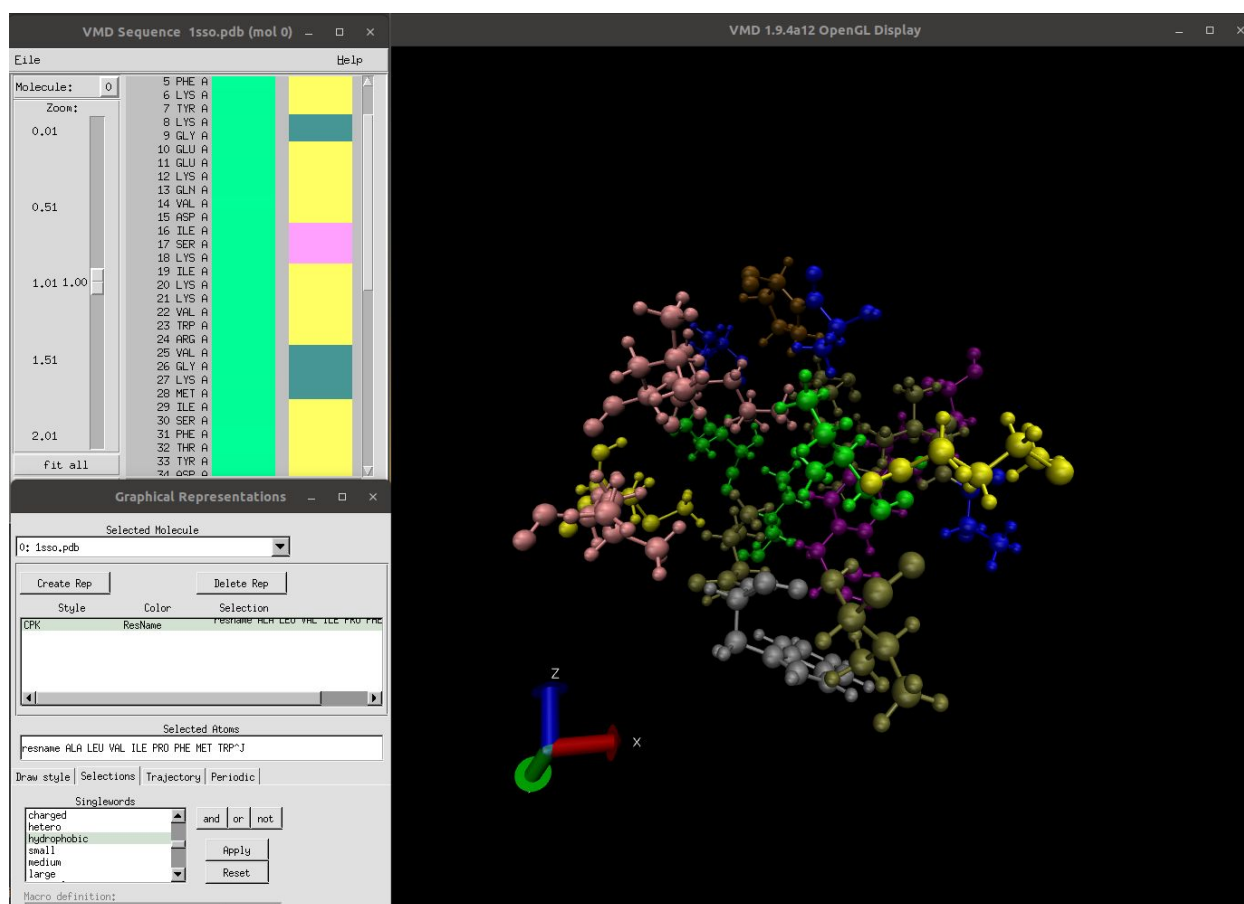 VMD Sequence 1sso.pdb (mol 0)
File Help
Molecule: 0
Zoom:
0.01
0.51
1.01 1.00
1.51
2.01
fit all
5 PHE A
6 LYS A
7 TYR A
8 LYS A
9 GLY A
10 GLU A
11 GLU A
12 LYS A
13 GLN A
14 VAL A
15 ASP A
16 ILE A
17 SER A
18 LYS A
19 ILE A
20 LYS A
21 LYS A
22 VAL A
23 TRP A
24 ARG A
25 VAL A
26 GLY A
27 LYS A
28 MET A
29 ILE A
30 SER A
31 PHE A
32 THR A
33 TYR A
34 ASP A
Graphical Representations
Selected Molecule
0: 1sso.pdb
Create Rep Delete Rep
Style Color Selection
CPK ResName resname ALA LEU VAL ILE PRO PHE
Selected Atoms
resname ALA LEU VAL ILE PRO PHE MET TRP^J
Draw style Selections Trajectory Periodic
Singlewords
charged
hetero
hydrophobic
small
medium
large
and or not
Apply
Reset
Macro definition:
VMD 1.9.4a12 OpenGL Display
Z
X